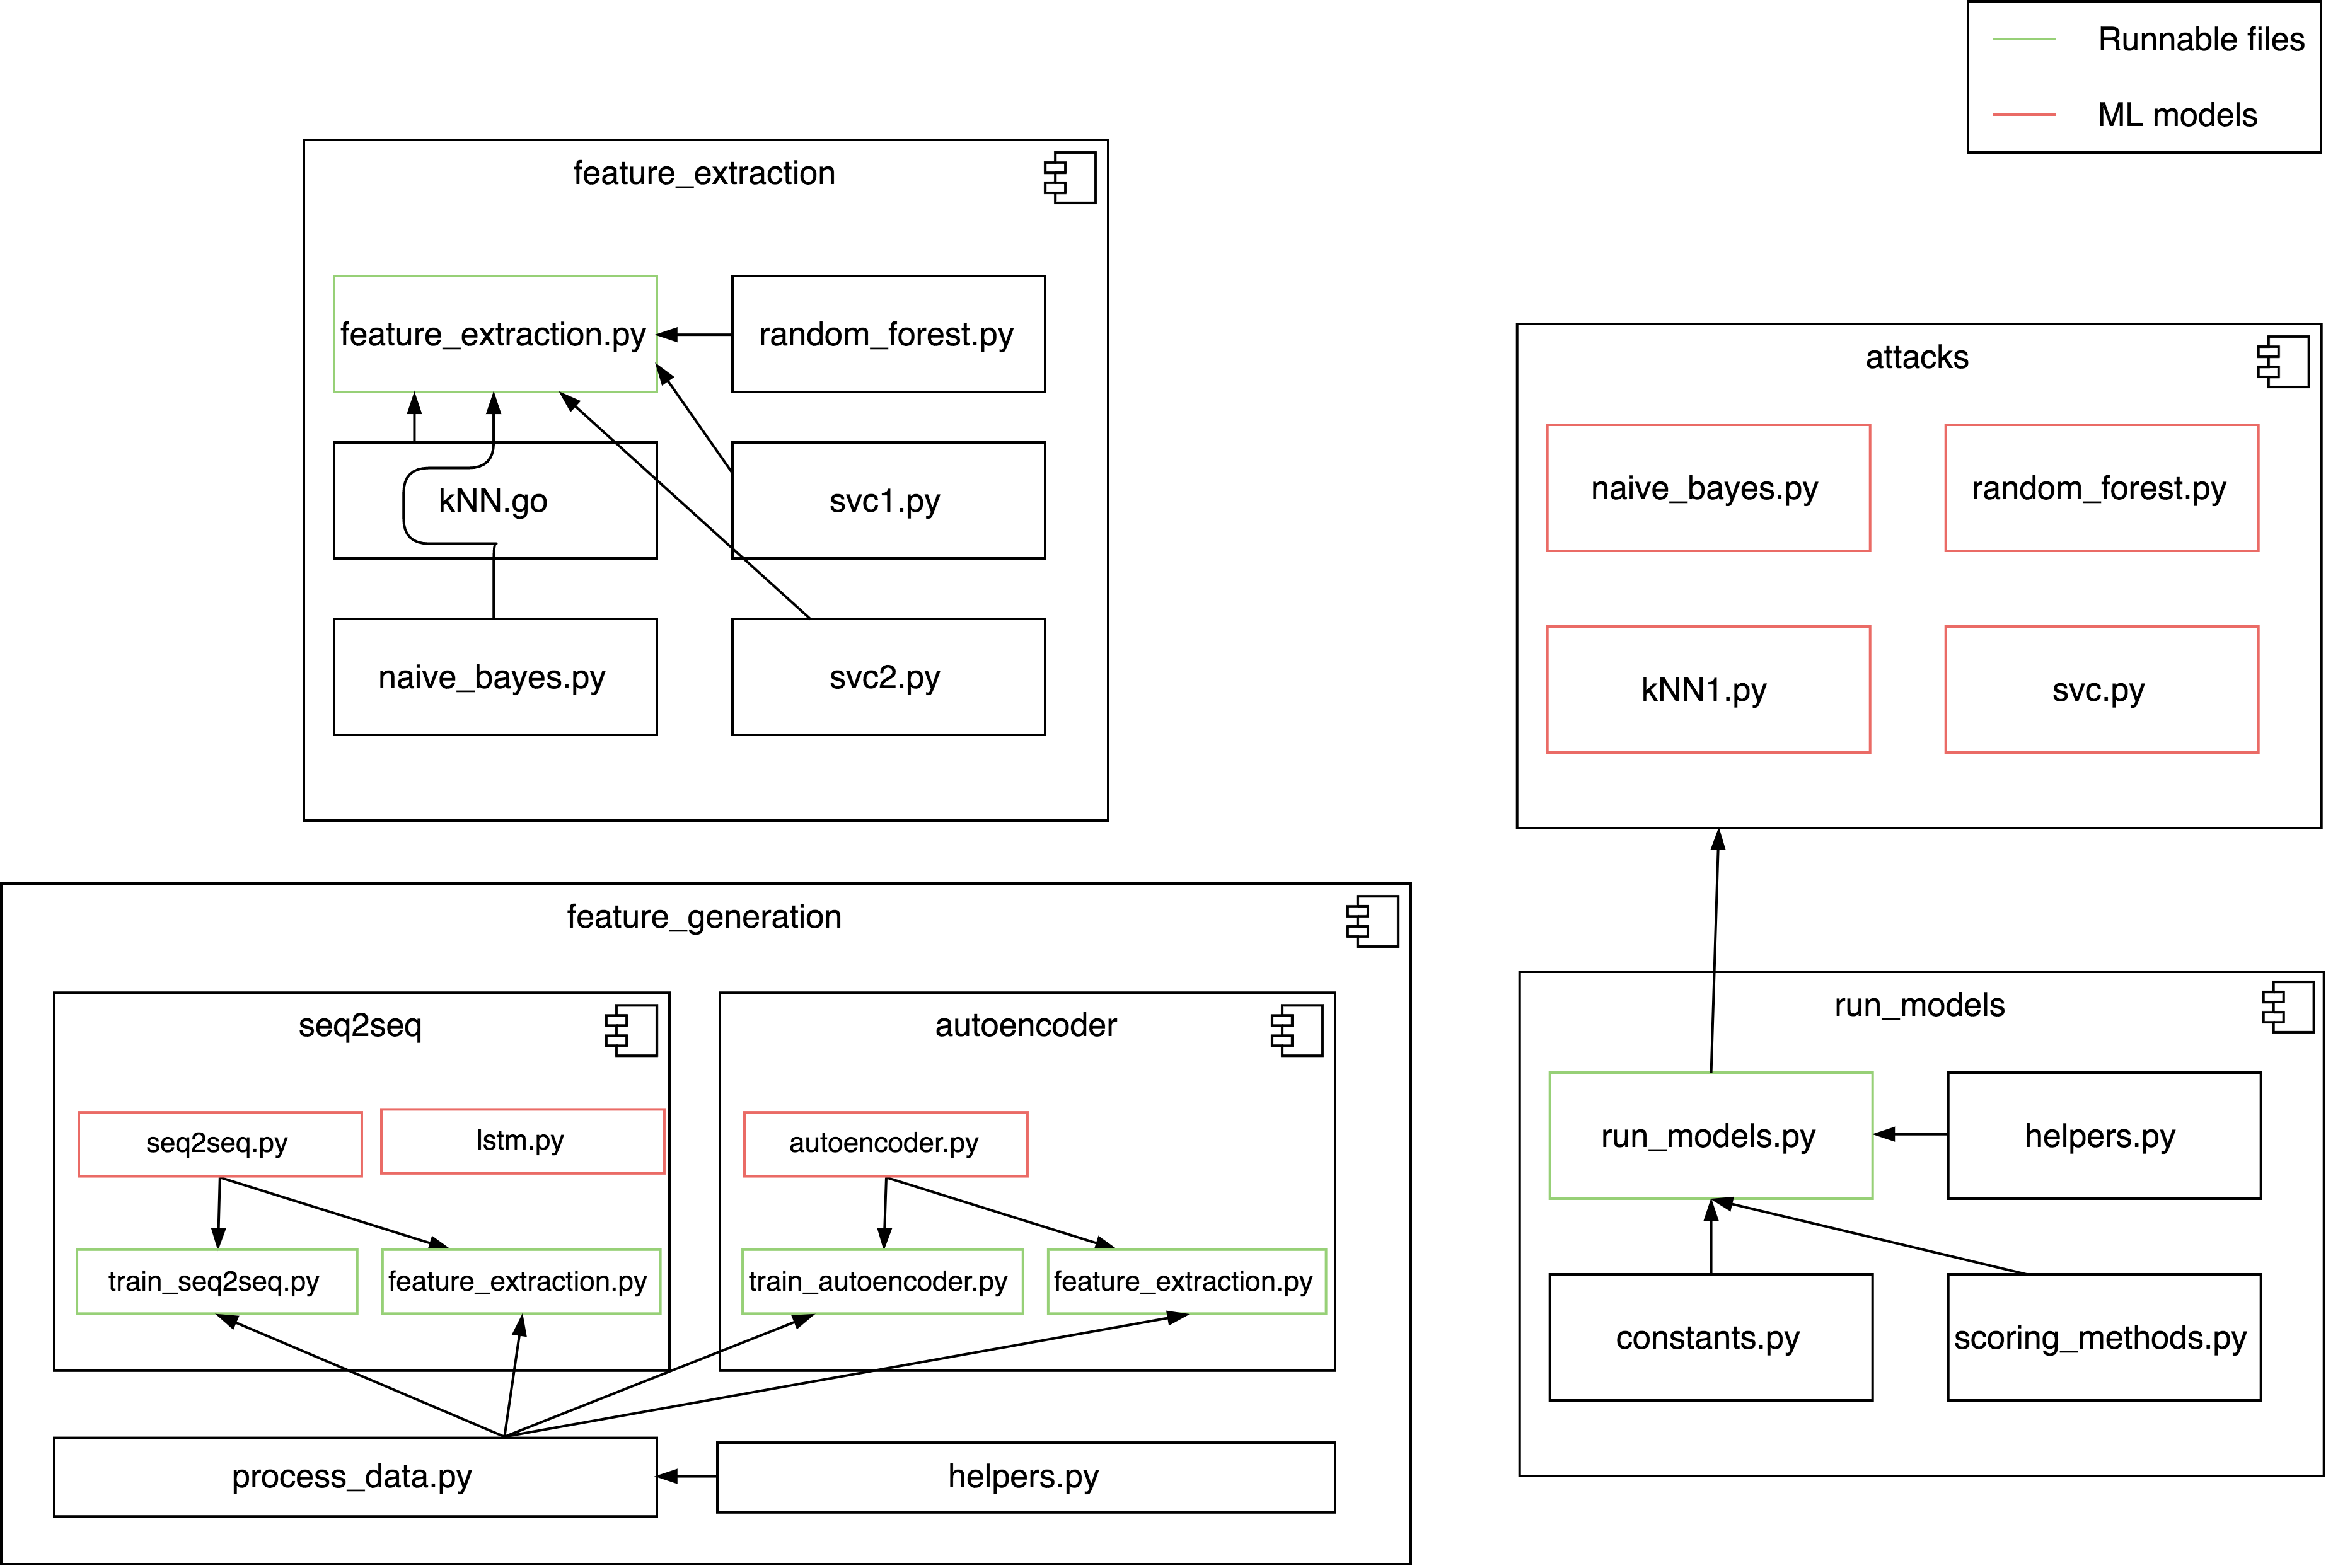 Runnable files
ML models
feature_extraction
feature_extraction.py
random_forest.py
kNN.go
svc1.py
naive_bayes.py
svc2.py
attacks
naive_bayes.py
random_forest.py
kNN1.py
svc.py
feature_generation
seq2seq
seq2seq.py
lstm.py
train_seq2seq.py
feature_extraction.py
autoencoder
autoencoder.py
train_autoencoder.py
feature_extraction.py
process_data.py
helpers.py
run_models
run_models.py
helpers.py
constants.py
scoring_methods.py